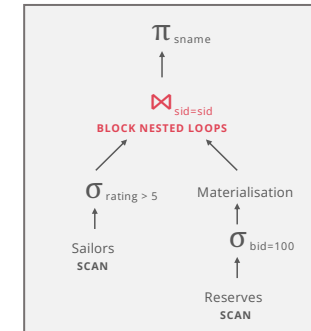 π sname
⋈ sid=sid
BLOCK NESTED LOOPS
σ rating > 5
Materialisation
Sailors
SCAN
σ bid=100
Reserves
SCAN